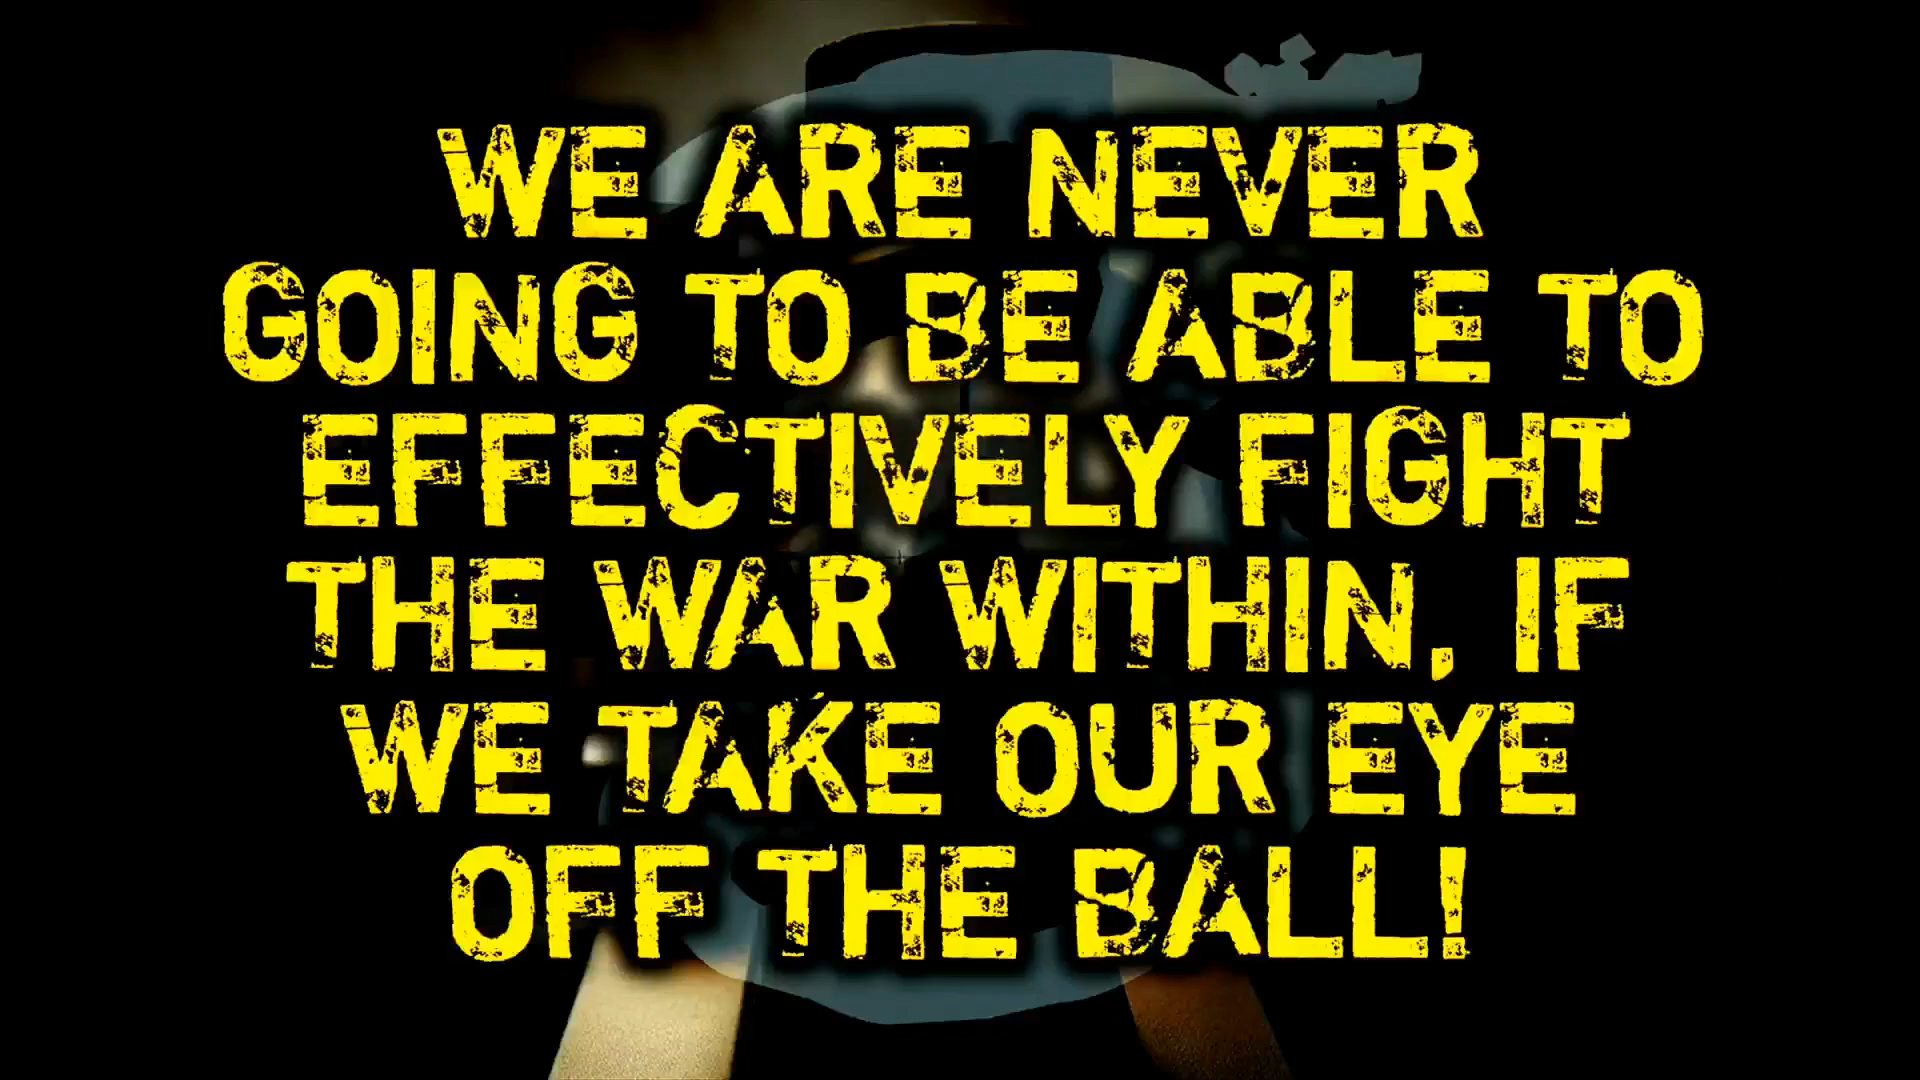 WE ARE NEVER
GOING TO BE ABLE TO
EFFECTIVELY FIGHT
THE WAR WITHIN, IF
WE TAKE OUR EYE
OFF THE BALL!